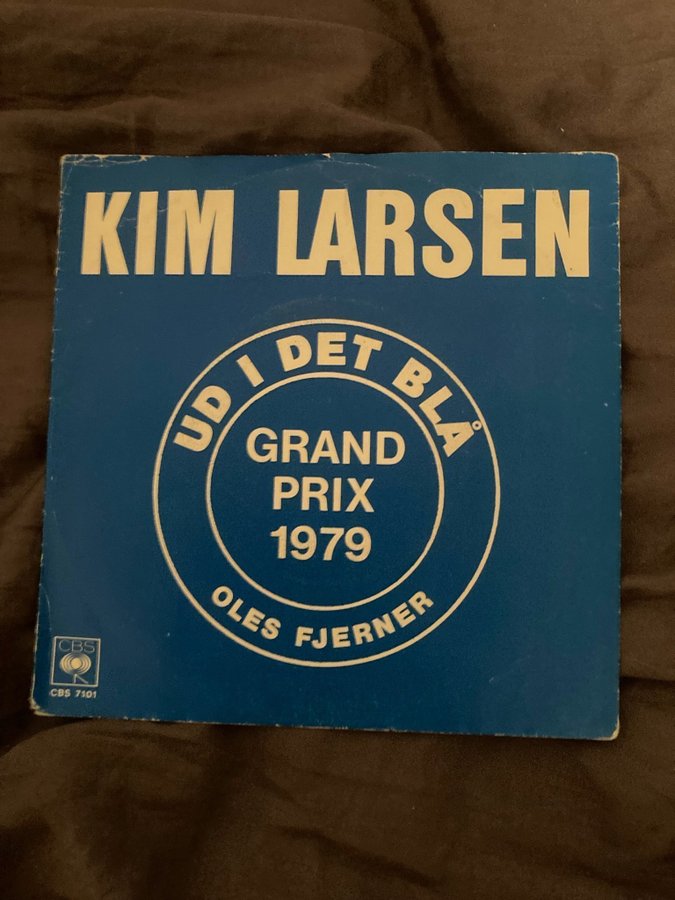 KIM LARSEN
UD I DET BLÅ
GRAND
PRIX
1979
OLES FJERNER
CBS
CBS 7101